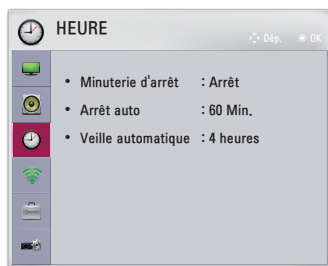 HEURE
Dép. OK
• Minuterie d'arrêt : Arrêt
• Arrêt auto : 60 Min.
• Veille automatique : 4 heures